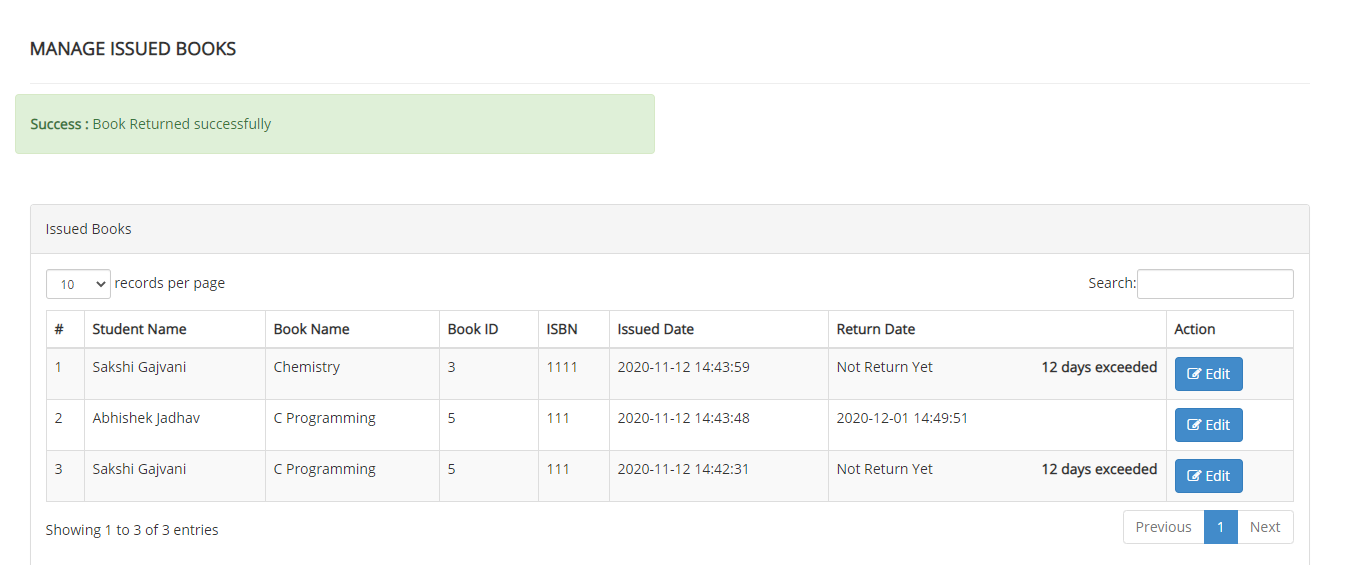 MANAGE ISSUED BOOKS
Success : Book Returned successfully
Issued Books
10 records per page Search:
# Student Name Book Name Book ID ISBN Issued Date Return Date Action
1 Sakshi Gajvani Chemistry 3 1111 2020-11-12 14:43:59 Not Return Yet 12 days exceeded Edit
2 Abhishek Jadhav C Programming 5 111 2020-11-12 14:43:48 2020-12-01 14:49:51 Edit
3 Sakshi Gajvani C Programming 5 111 2020-11-12 14:42:31 Not Return Yet 12 days exceeded Edit
Showing 1 to 3 of 3 entries Previous 1 Next